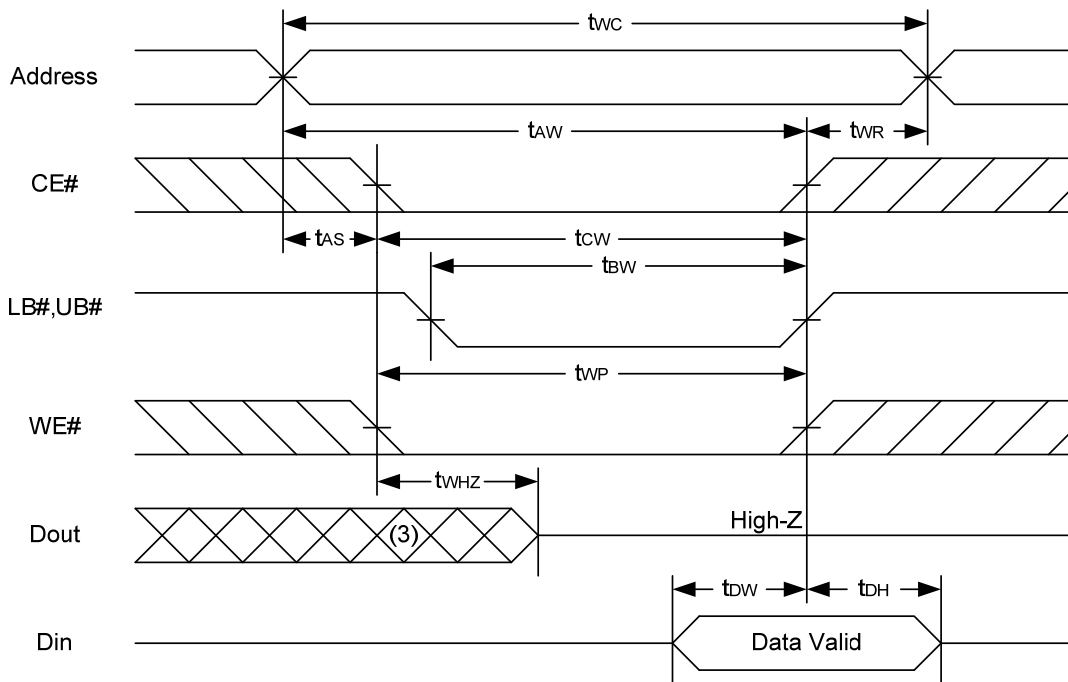 tWC
Address
tAW
tWR
CE#
tAS
tCW
tBW
LB#,UB#
tWP
WE#
tWHZ
Dout
(3)
High-Z
tDW
tDH
Din
Data Valid